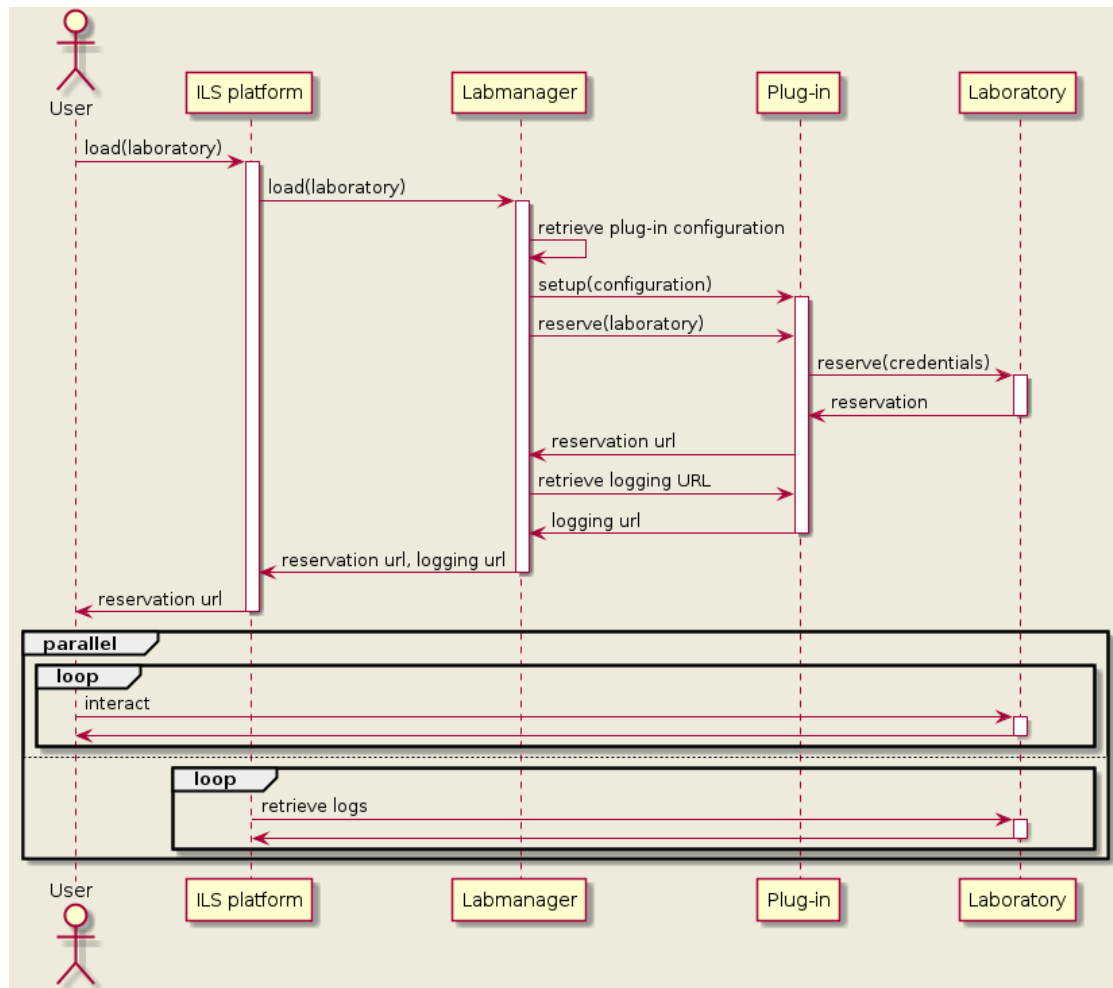 User
ILS platform
Labmanager
Plug-in
Laboratory
load(laboratory)
load(laboratory)
retrieve plug-in configuration
setup(configuration)
reserve(laboratory)
reserve(credentials)
reservation
reservation url
retrieve logging URL
logging url
reservation url, logging url
reservation url
parallel
loop
interact
loop
retrieve logs
User
ILS platform
Labmanager
Plug-in
Laboratory